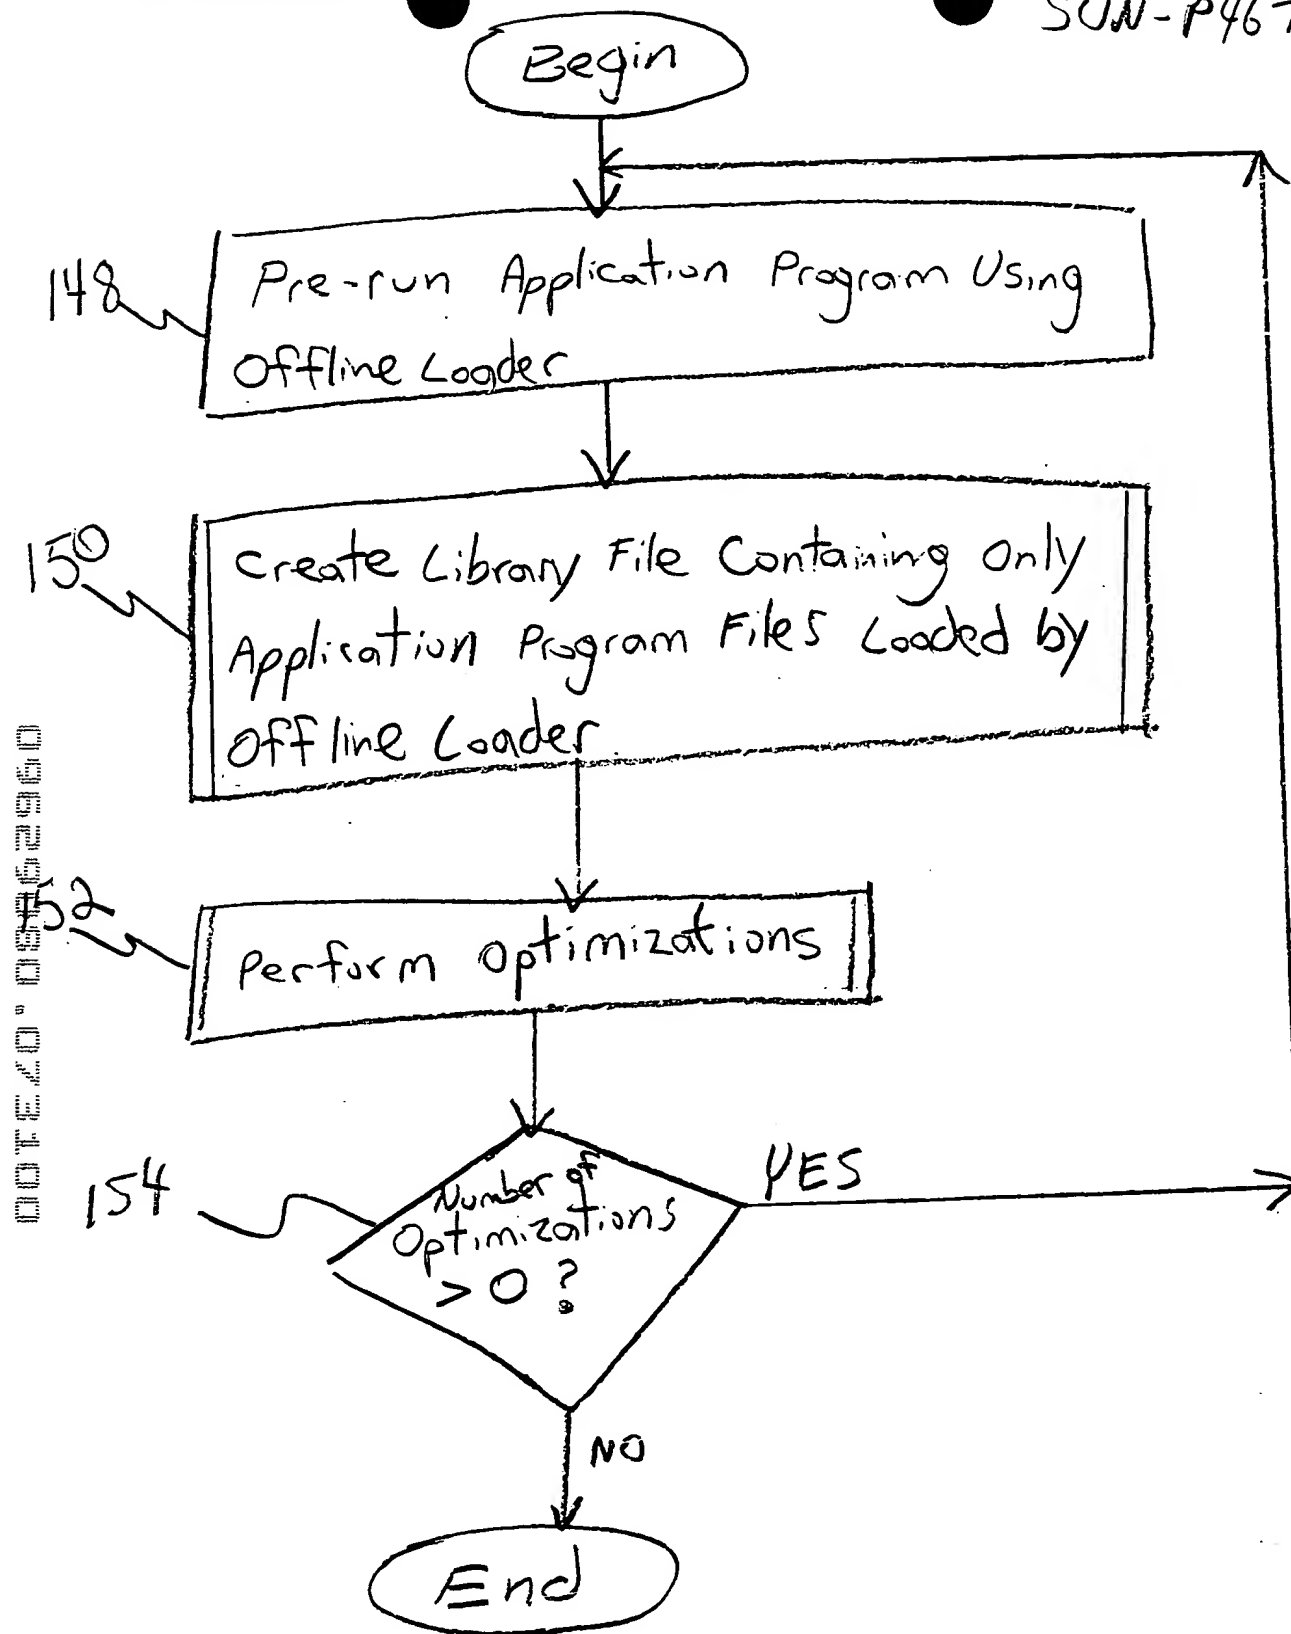 SUN-P467
Begin
148
Pre-run Application Program Using
Offline Loader
150
Create Library File Containing Only
Application Program Files Loaded by
Offline Loader
152
Perform Optimizations
154
Number of
Optimizations
> 0 ?
YES
NO
End